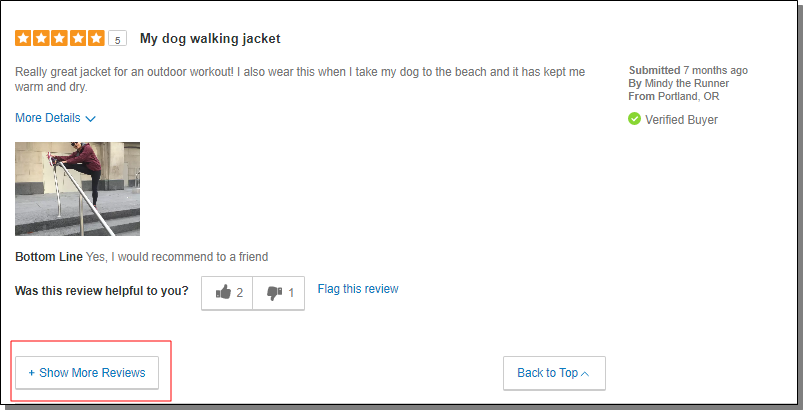 5 My dog walking jacket
Really great jacket for an outdoor workout! I also wear this when I take my dog to the beach and it has kept me
warm and dry.
Submitted 7 months ago
By Mindy the Runner
From Portland, OR
Verified Buyer
More Details
Bottom Line Yes, I would recommend to a friend
Was this review helpful to you? 2 1 Flag this review
+ Show More Reviews
Back to Top